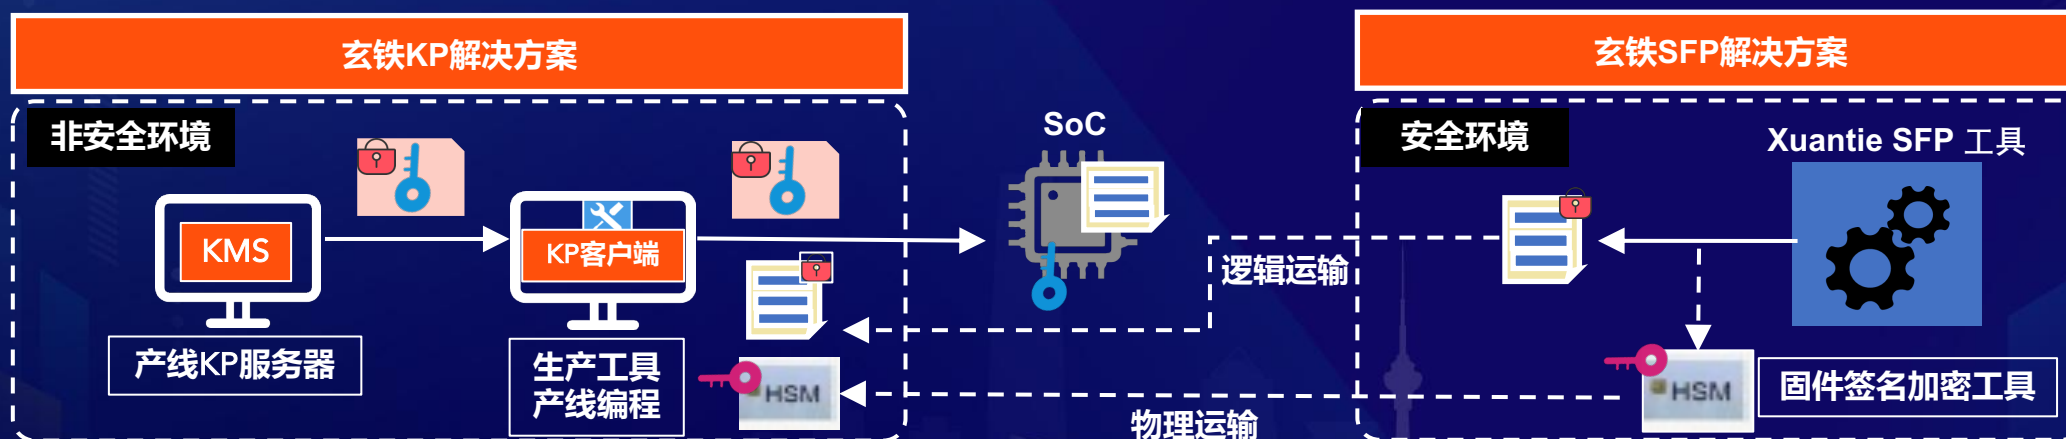 玄铁KP解决方案
玄铁SFP解决方案
非安全环境
SoC
安全环境
Xuantie SFP 工具
KMS
KP客户端
逻辑运输
产线KP服务器
生产工具
产线编程
HSM
HSM
固件签名加密工具
物理运输